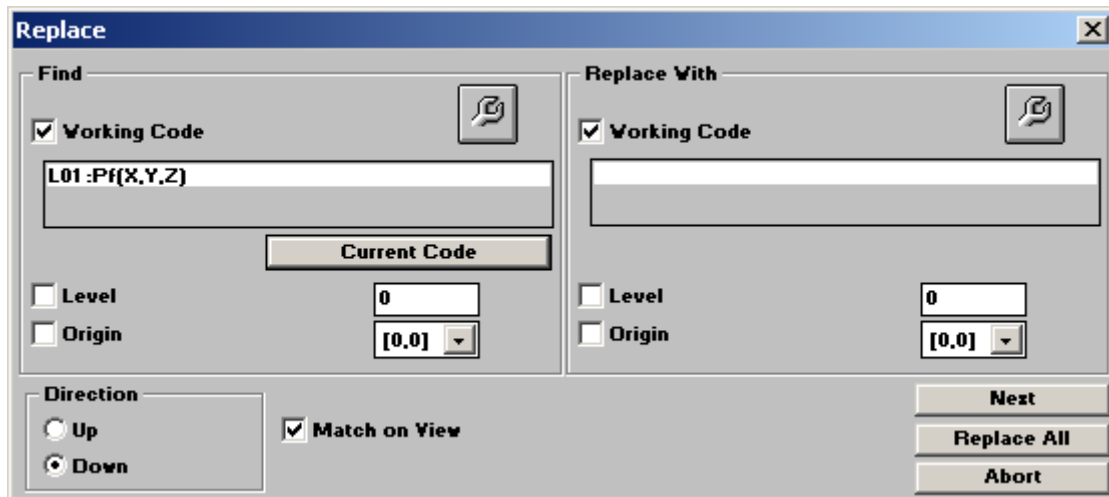 Replace
Find
Working Code
L01 :Pf(X,Y,Z)
Current Code
Level
0
Origin
[0,0]
Replace With
Working Code
Level
0
Origin
[0,0]
Direction
Up
Down
Match on View
Next
Replace All
Abort